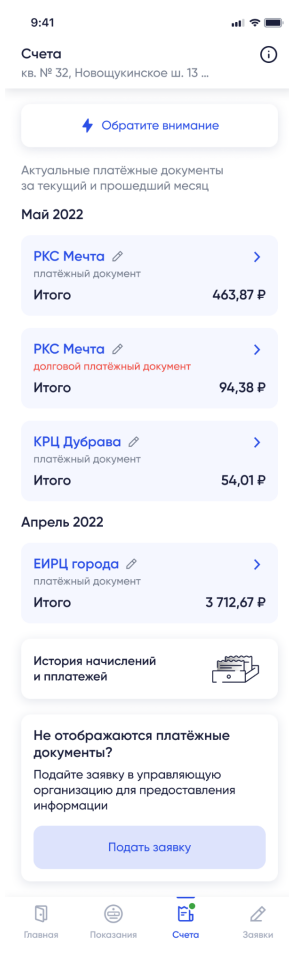 9:41
Счета
кв. № 32, Новощукинское ш. 13 ...
Обратите внимание
Актуальные платёжные документы
за текущий и прошедший месяц
Май 2022
РКС Мечта
платёжный документ
Итого 463,87 ₽
РКС Мечта
долговой платёжный документ
Итого 94,38 ₽
КРЦ Дубрава
платёжный документ
Итого 54,01 ₽
Апрель 2022
ЕИРЦ города
платёжный документ
Итого 3 712,67 ₽
История начислений
и пплатежей
Не отображаются платёжные
документы?
Подайте заявку в управляющую
организацию для предоставления
информации
Подать заявку
Главная Показания Счета Заявки